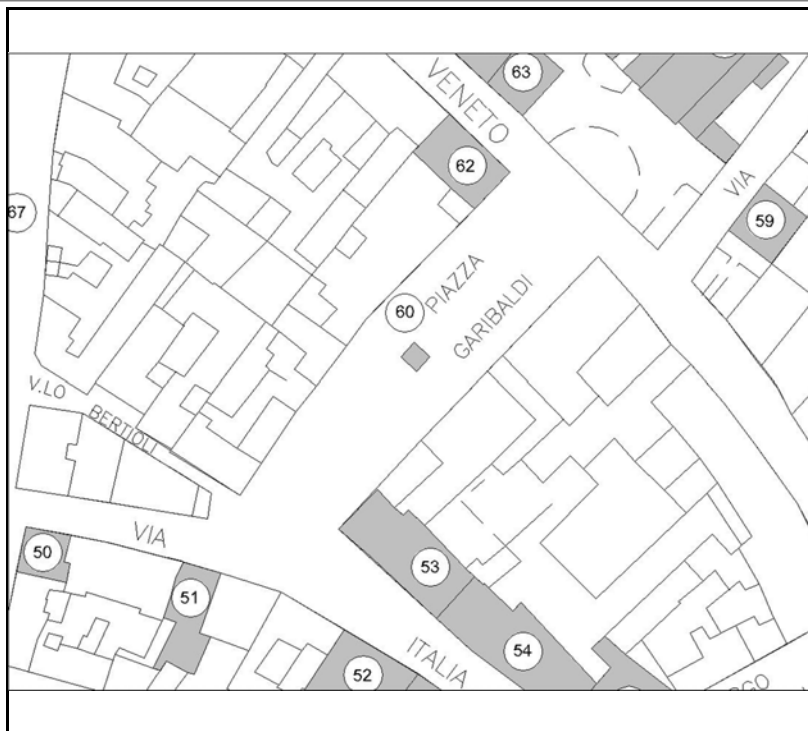 63
VENETO
62
VIA
59
67
60
PIAZZA
GARIBALDI
V.LO
BERTIOLI
VIA
50
53
51
54
ITALIA
52